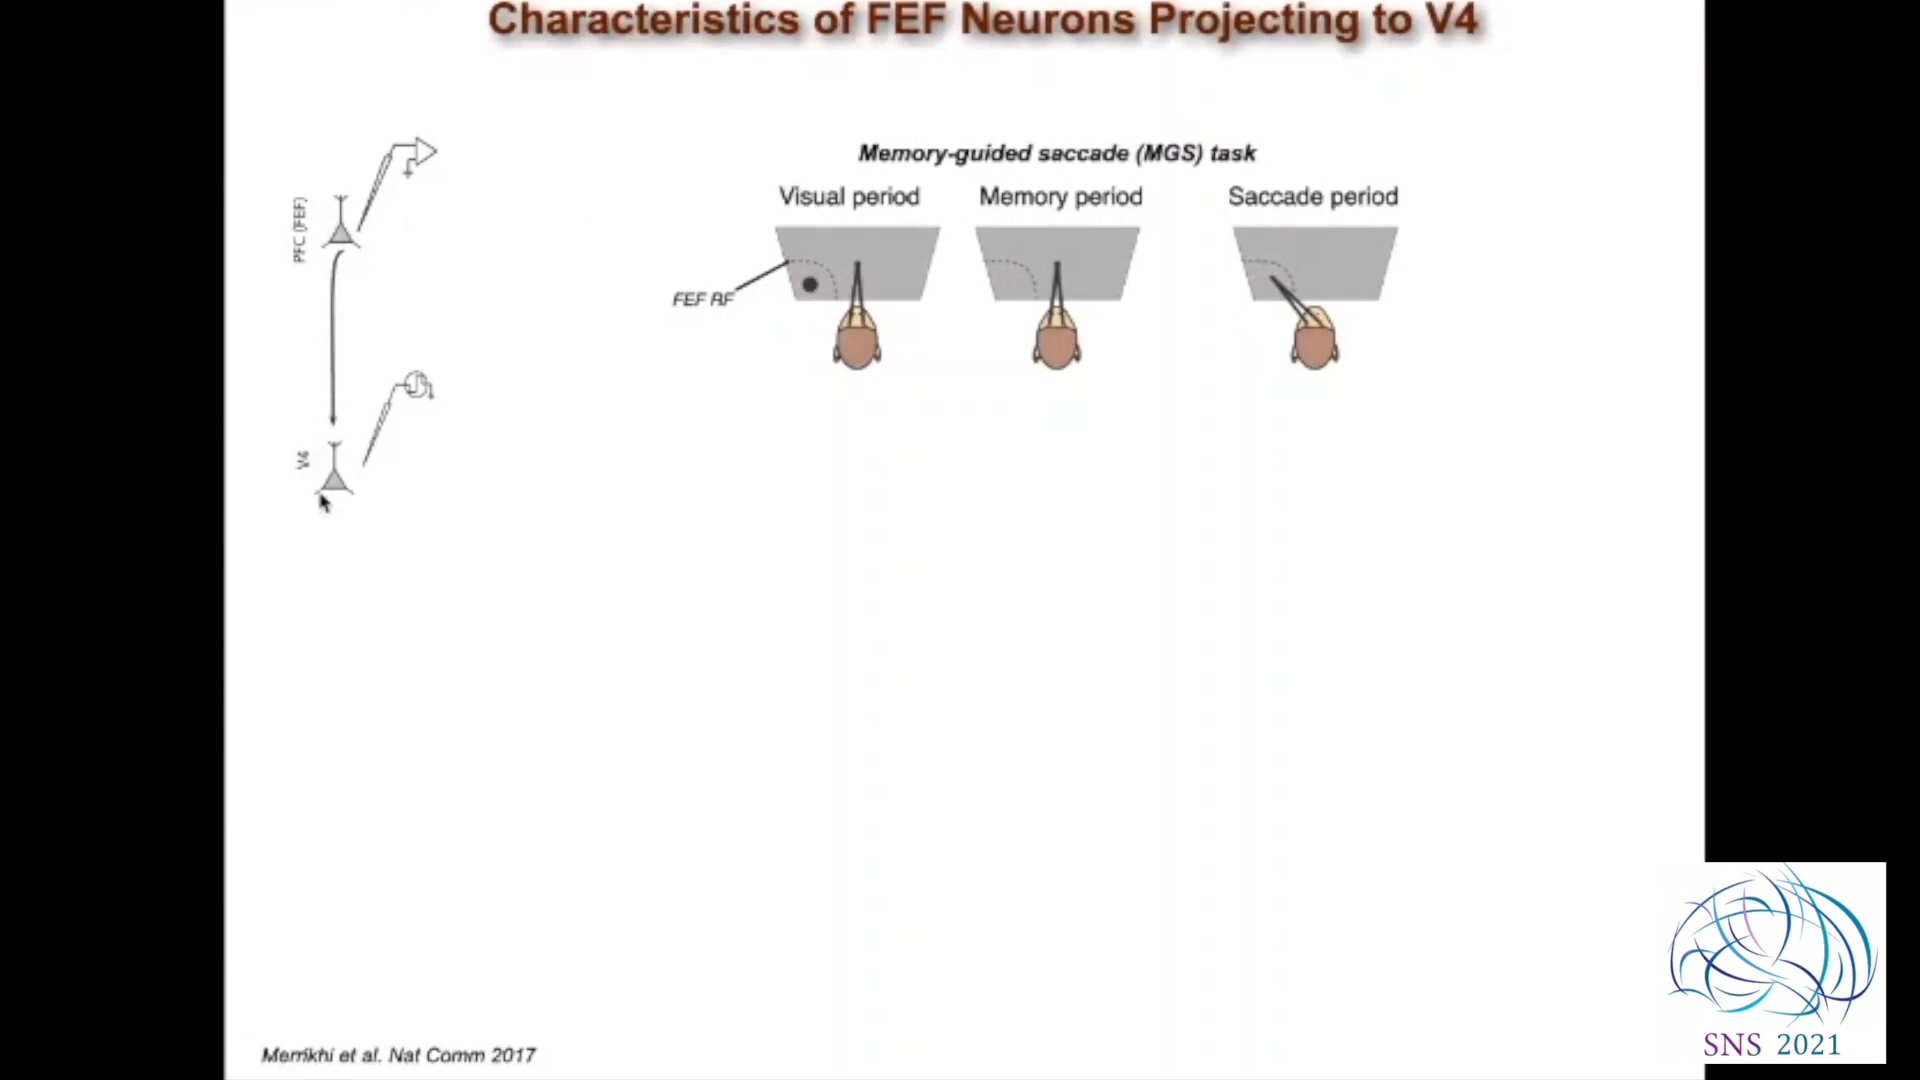 Characteristics of FEF Neurons Projecting to V4
Memory-guided saccade (MGS) task
Visual period
Memory period
Saccade period
FEF RF
PFC (FEF)
V4
Merrikhi et al. Nat Comm 2017
SNS 2021